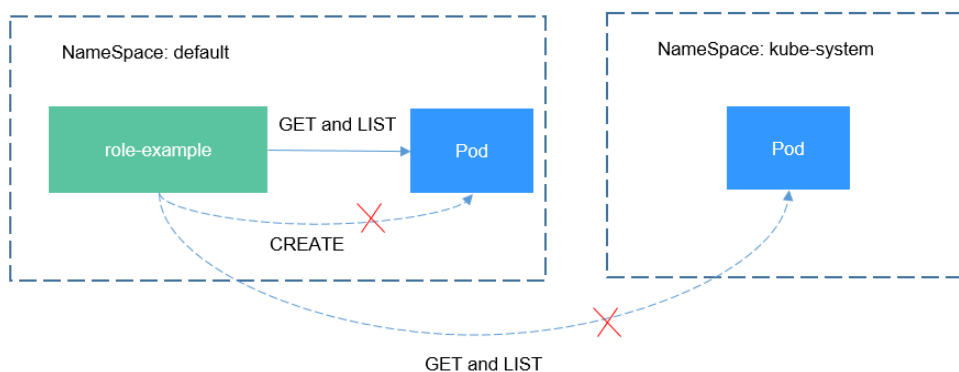 NameSpace: default
NameSpace: kube-system
GET and LIST
role-example
Pod
Pod
CREATE
GET and LIST